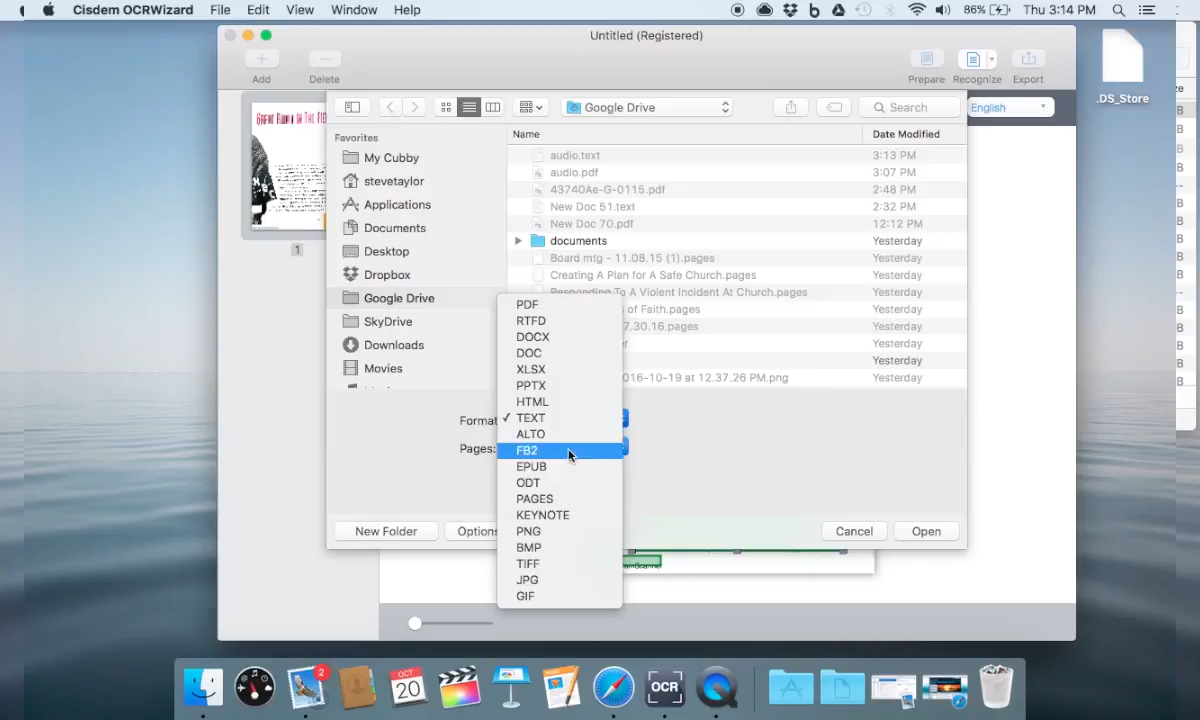 Cisdem OCRWizard File Edit View Window Help 86% Thu 3:14 PM
Untitled (Registered)
Add Delete Prepare Recognize Export
Google Drive Search English
.DS_Store
Favorites
Name Date Modified
My Cubby
stevetaylor
Applications
Documents
Desktop
Dropbox
Google Drive
SkyDrive
Downloads
Movies
1
audio.text 3:13 PM
audio.pdf 3:07 PM
43740Ae-G-0115.pdf 2:48 PM
New Doc 51.text 2:32 PM
New Doc 70.pdf 12:12 PM
documents Yesterday
Board mtg - 11.08.15 (1).pages Yesterday
Creating A Plan for A Safe Church.pages Yesterday
Responding To A Violent Incident At Church.pages Yesterday
s of Faith.pages Yesterday
7.30.16.pages Yesterday
er Yesterday
Yesterday
016-10-19 at 12.37.26 PM.png Yesterday
Format
Pages:
PDF
RTFD
DOCX
DOC
XLSX
PPTX
HTML
✓ TEXT
ALTO
FB2
EPUB
ODT
PAGES
KEYNOTE
PNG
BMP
TIFF
JPG
GIF
New Folder Options Cancel Open
2
OCT
20
OCR